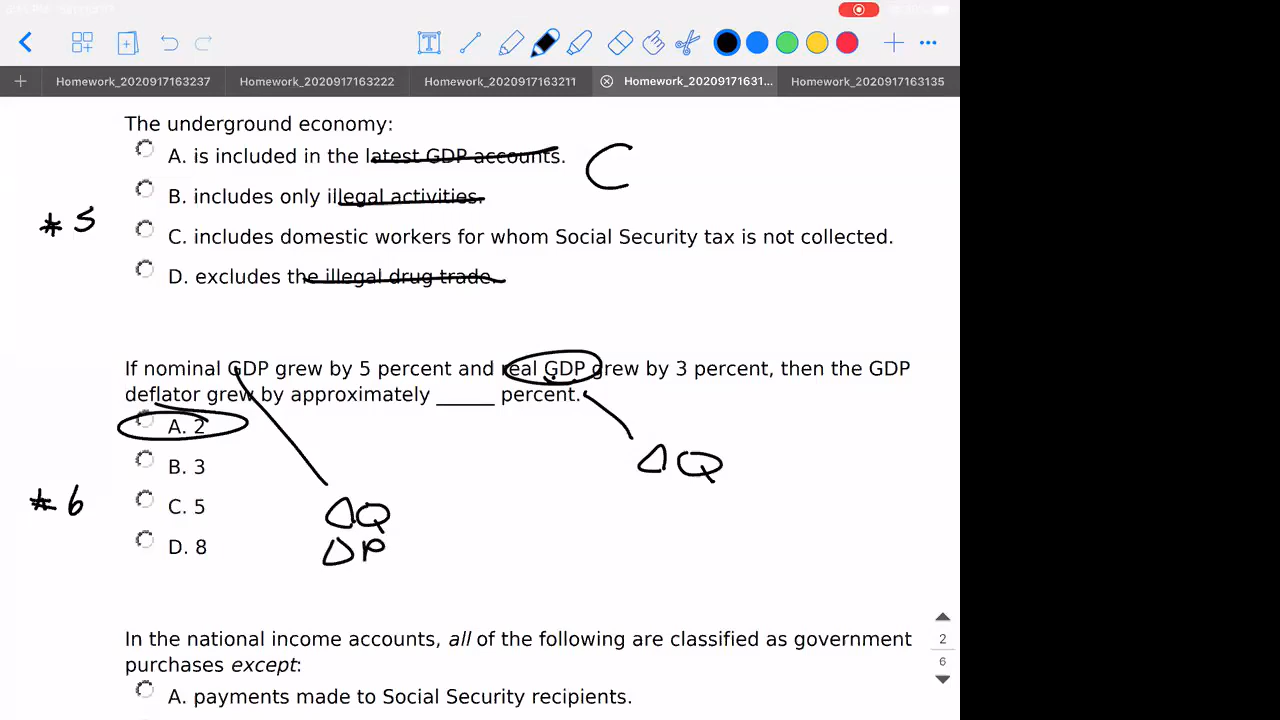 Homework_2020917163237 Homework_2020917163222 Homework_2020917163211 Homework_20209171631... Homework_2020917163135
The underground economy:
A. is included in the latest GDP accounts.
C
B. includes only illegal activities.
* 5
C. includes domestic workers for whom Social Security tax is not collected.
D. excludes the illegal drug trade.
If nominal GDP grew by 5 percent and real GDP grew by 3 percent, then the GDP
deflator grew by approximately ______ percent.
A. 2
B. 3
ΔQ
* 6
C. 5
ΔQ
D. 8
ΔP
In the national income accounts, all of the following are classified as government
purchases except:
2
6
A. payments made to Social Security recipients.